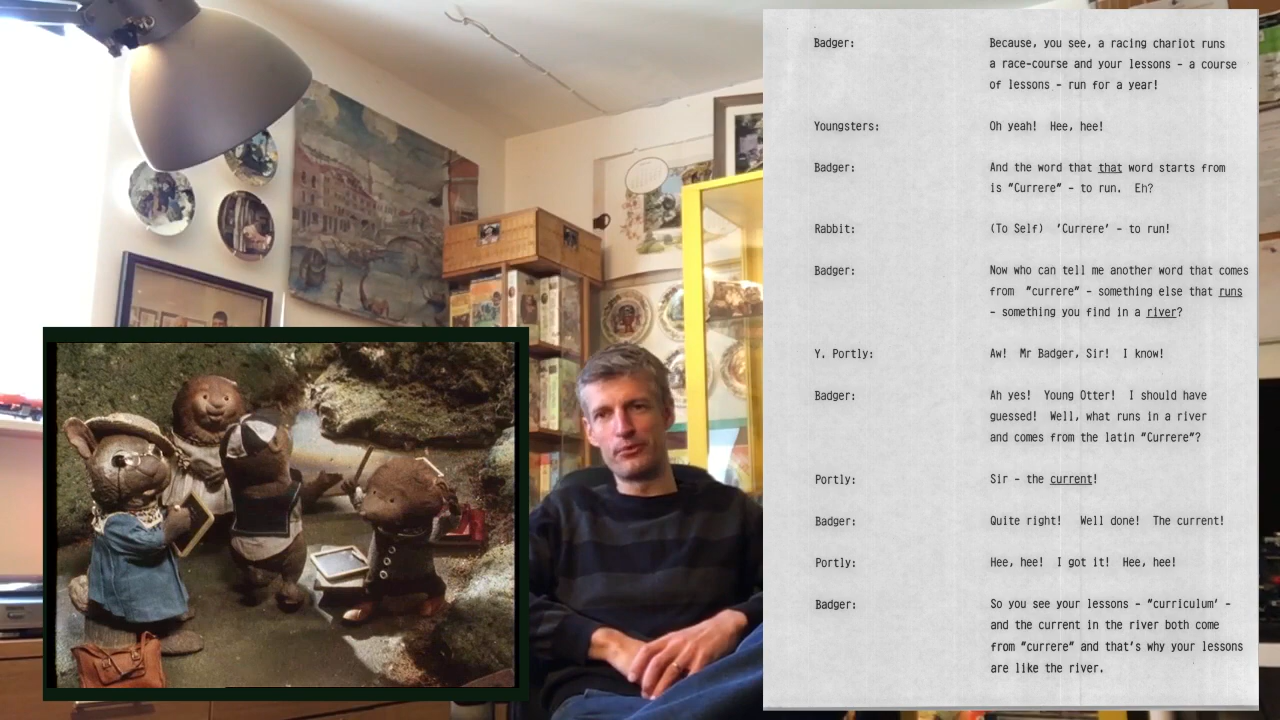 Badger: Because, you see, a racing chariot runs
a race-course and your lessons - a course
of lessons - run for a year!
Youngsters: Oh yeah! Hee, hee!
Badger: And the word that that word starts from
is "Currere" - to run. Eh?
Rabbit: (To Self) 'Currere' - to run!
Badger: Now who can tell me another word that comes
from "currere" - something else that runs
- something you find in a river?
Y. Portly: Aw! Mr Badger, Sir! I know!
Badger: Ah yes! Young Otter! I should have
guessed! Well, what runs in a river
and comes from the latin "Currere"?
Portly: Sir - the current!
Badger: Quite right! Well done! The current!
Portly: Hee, hee! I got it! Hee, hee!
Badger: So you see your lessons - "curriculum' -
and the current in the river both come
from "currere" and that's why your lessons
are like the river.